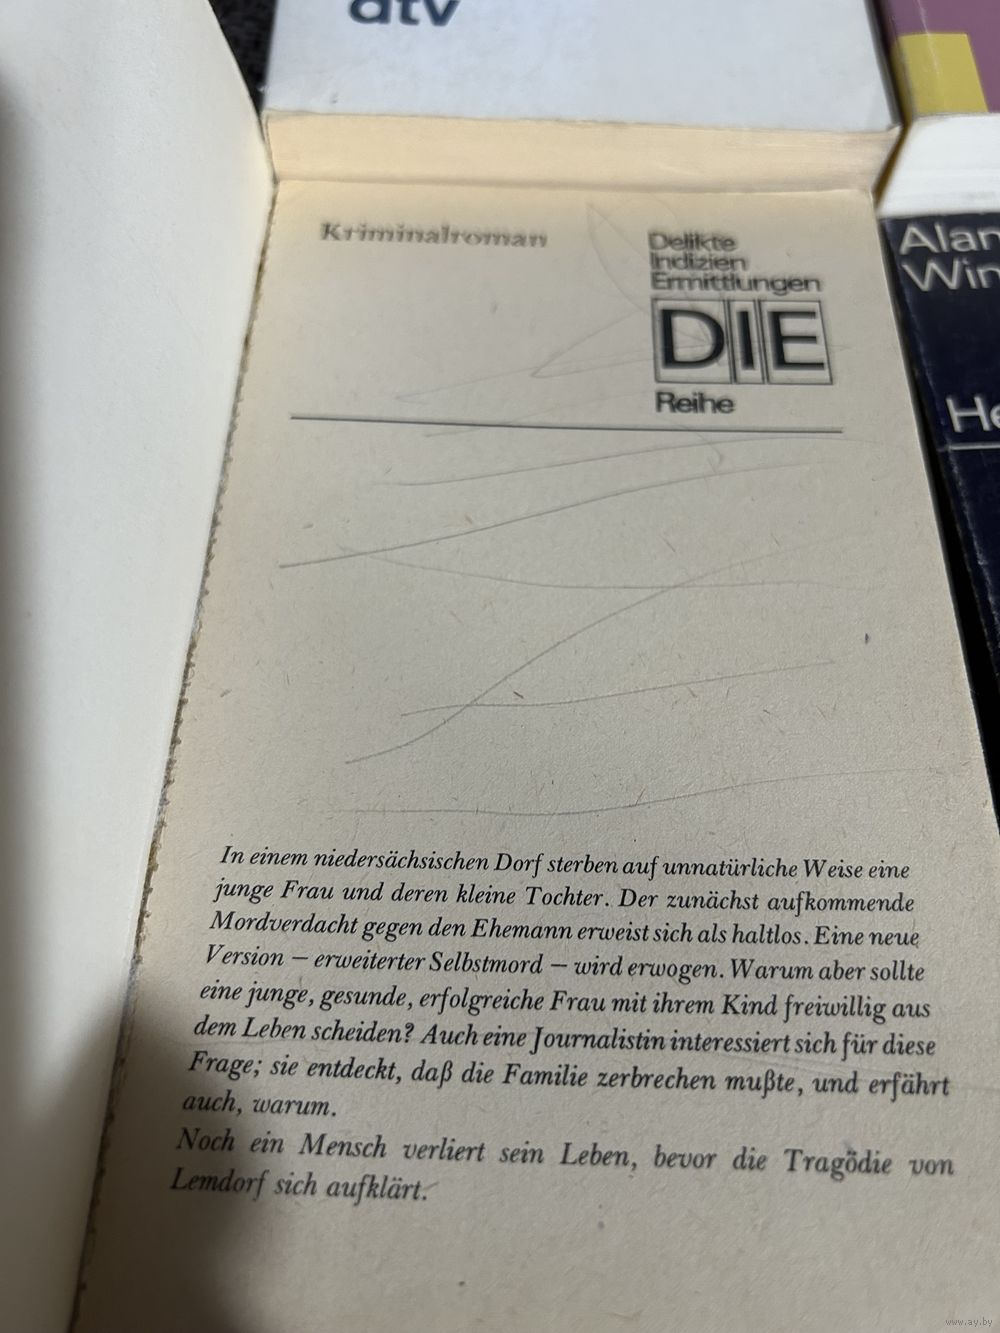 dtv
Kriminalroman
Delikte
Indizien
Ermittlungen
DIE
Reihe
Alan
Win
He
In einem niedersächsischen Dorf sterben auf unnatürliche Weise eine
junge Frau und deren kleine Tochter. Der zunächst aufkommende
Mordverdacht gegen den Ehemann erweist sich als haltlos. Eine neue
Version – erweiterter Selbstmord – wird erwogen. Warum aber sollte
eine junge, gesunde, erfolgreiche Frau mit ihrem Kind freiwillig aus
dem Leben scheiden? Auch eine Journalistin interessiert sich für diese
Frage; sie entdeckt, daß die Familie zerbrechen mußte, und erfährt
auch, warum.
Noch ein Mensch verliert sein Leben, bevor die Tragödie von
Lemdorf sich aufklärt.
www.ay.by